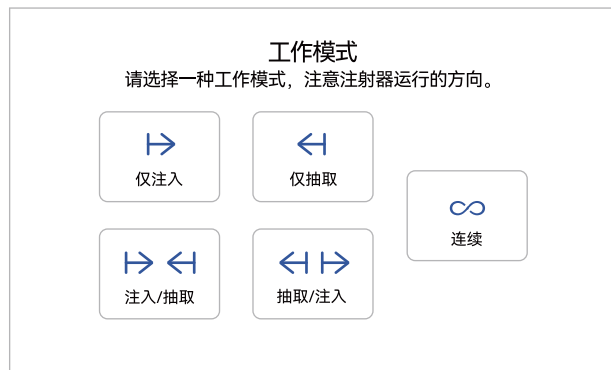 工作模式
请选择一种工作模式，注意注射器运行的方向。
仅注入
仅抽取
连续
注入/抽取
抽取/注入